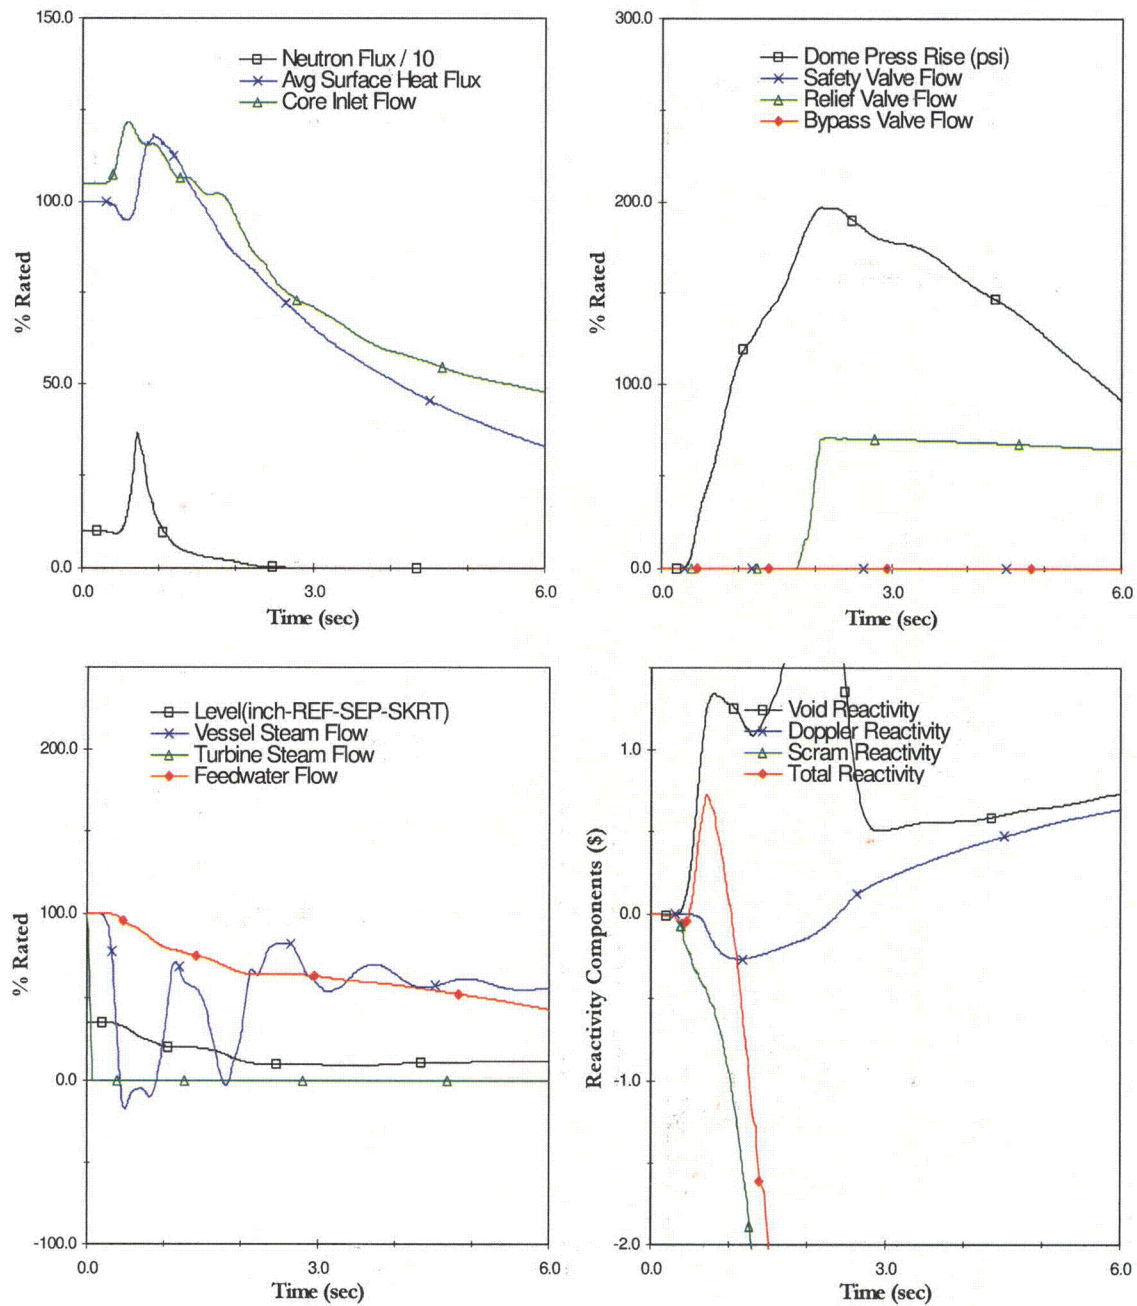 150.0
Neutron Flux / 10
Avg Surface Heat Flux
Core Inlet Flow
100.0
% Rated
50.0
0.0
0.0 3.0 6.0
Time (sec)
300.0
Dome Press Rise (psi)
Safety Valve Flow
Relief Valve Flow
Bypass Valve Flow
200.0
% Rated
100.0
0.0
0.0 3.0 6.0
Time (sec)
Level(inch-REF-SEP-SKRT)
Vessel Steam Flow
Turbine Steam Flow
Feedwater Flow
200.0
100.0
% Rated
0.0
-100.0
0.0 3.0 6.0
Time (sec)
Void Reactivity
Doppler Reactivity
Scram Reactivity
Total Reactivity
1.0
0.0
Reactivity Components ($)
-1.0
-2.0
0.0 3.0 6.0
Time (sec)